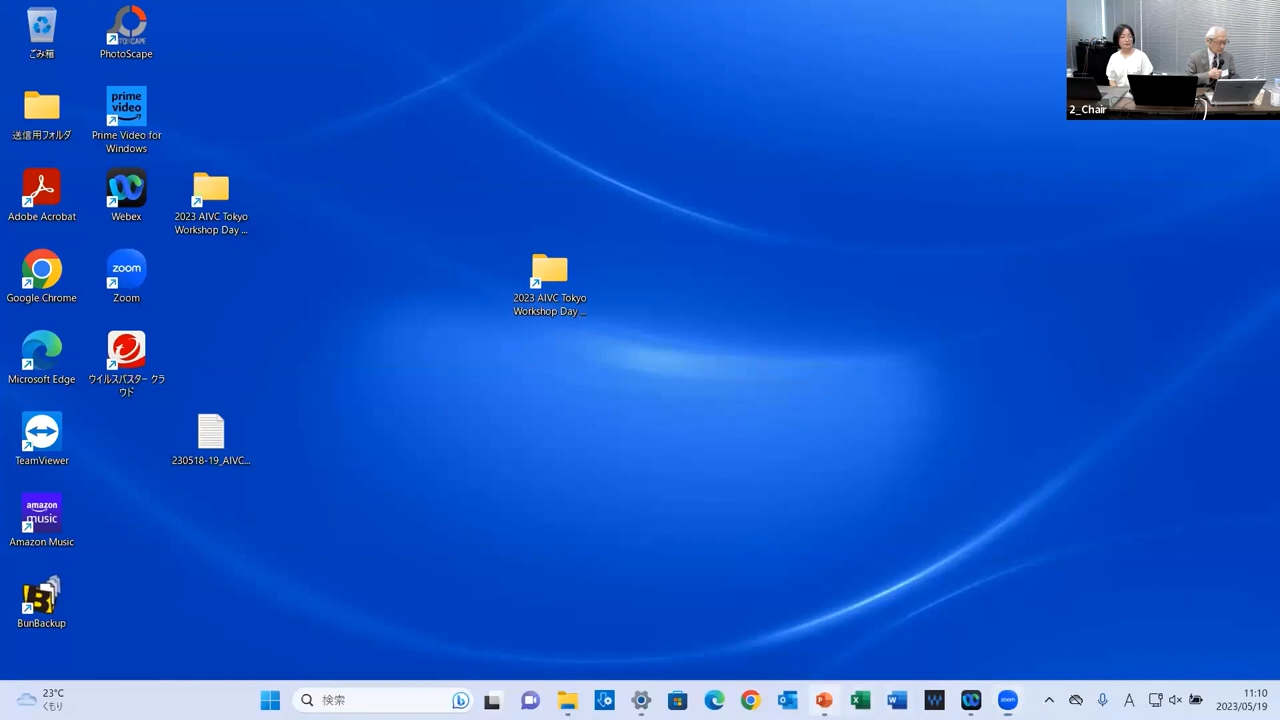 ごみ箱
PhotoScape
送信用フォルダ
prime
video
Prime Video for
Windows
Adobe Acrobat
Webex
2023 AIVC Tokyo
Workshop Day ...
Google Chrome
zoom
Zoom
2023 AIVC Tokyo
Workshop Day ...
Microsoft Edge
ウイルスバスター クラ
ウド
TeamViewer
230518-19_AIVC...
amazon
music
Amazon Music
BunBackup
2_Chair
23°C
くもり
検索
zoom
A
11:10
2023/05/19